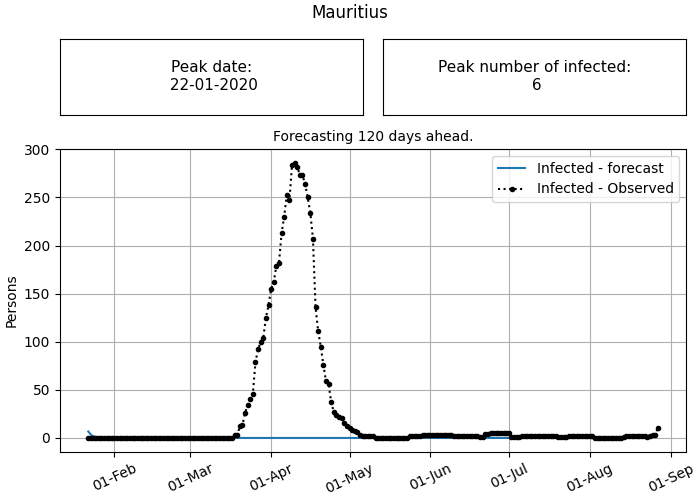 Mauritius
Peak date:
22-01-2020
Peak number of infected:
6
Forecasting 120 days ahead.
300
250
200
150
100
50
0
Persons
Infected - forecast
Infected - Observed
01-Feb
01-Mar
01-Apr
01-May
01-Jun
01-Jul
01-Aug
01-Sep